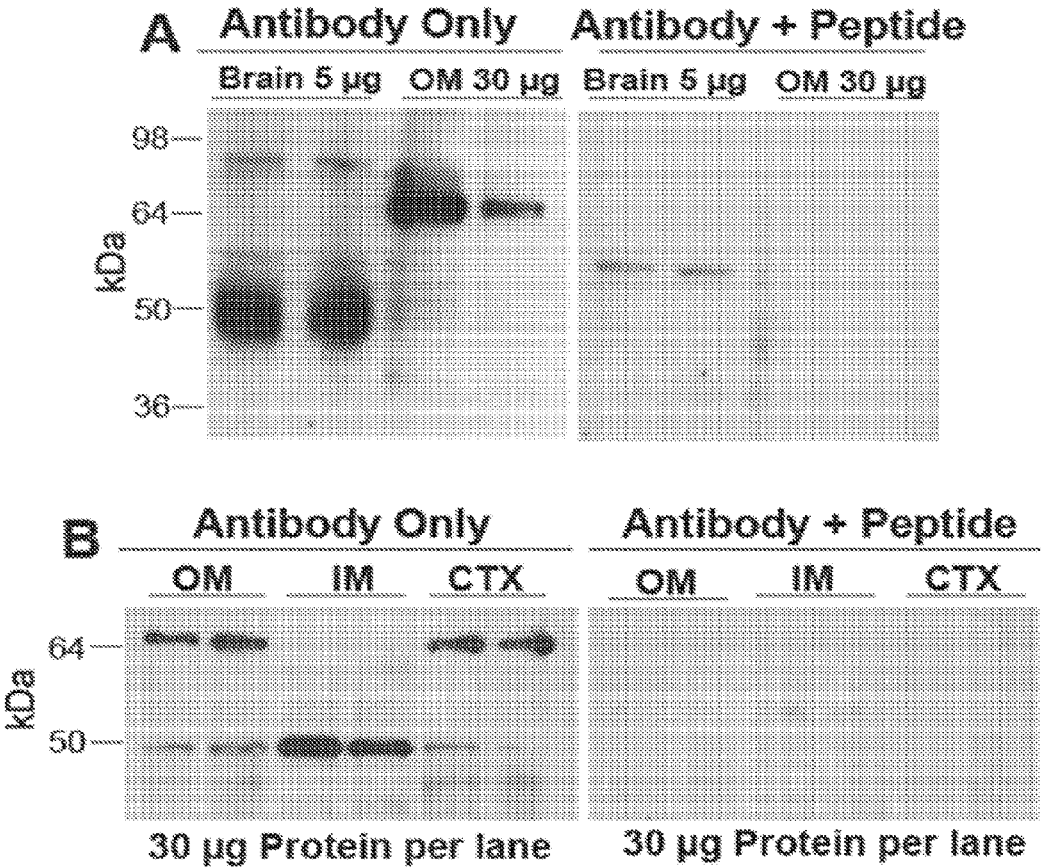 A Antibody Only Antibody + Peptide
Brain 5 µg OM 30 µg Brain 5 µg OM 30 µg
98
64
50
36
kDa
B Antibody Only Antibody + Peptide
OM IM CTX OM IM CTX
64
50
kDa
30 µg Protein per lane 30 µg Protein per lane